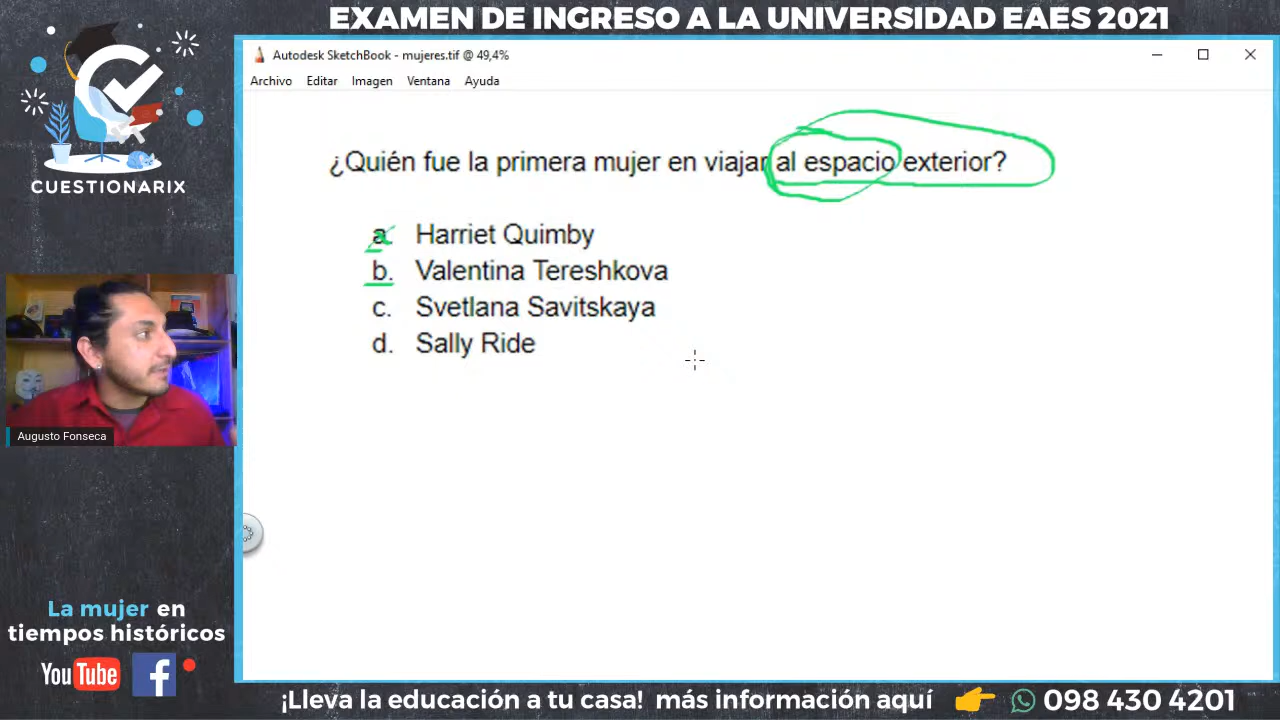 EXAMEN DE INGRESO A LA UNIVERSIDAD EAES 2021
CUESTIONARIX
Autodesk SketchBook - mujeres.tif @ 49,4%
Archivo Editar Imagen Ventana Ayuda
¿Quién fue la primera mujer en viajar al espacio exterior?
a. Harriet Quimby
b. Valentina Tereshkova
c. Svetlana Savitskaya
d. Sally Ride
Augusto Fonseca
La mujer en
tiempos históricos
YouTube f
¡Lleva la educación a tu casa! más información aquí 098 430 4201